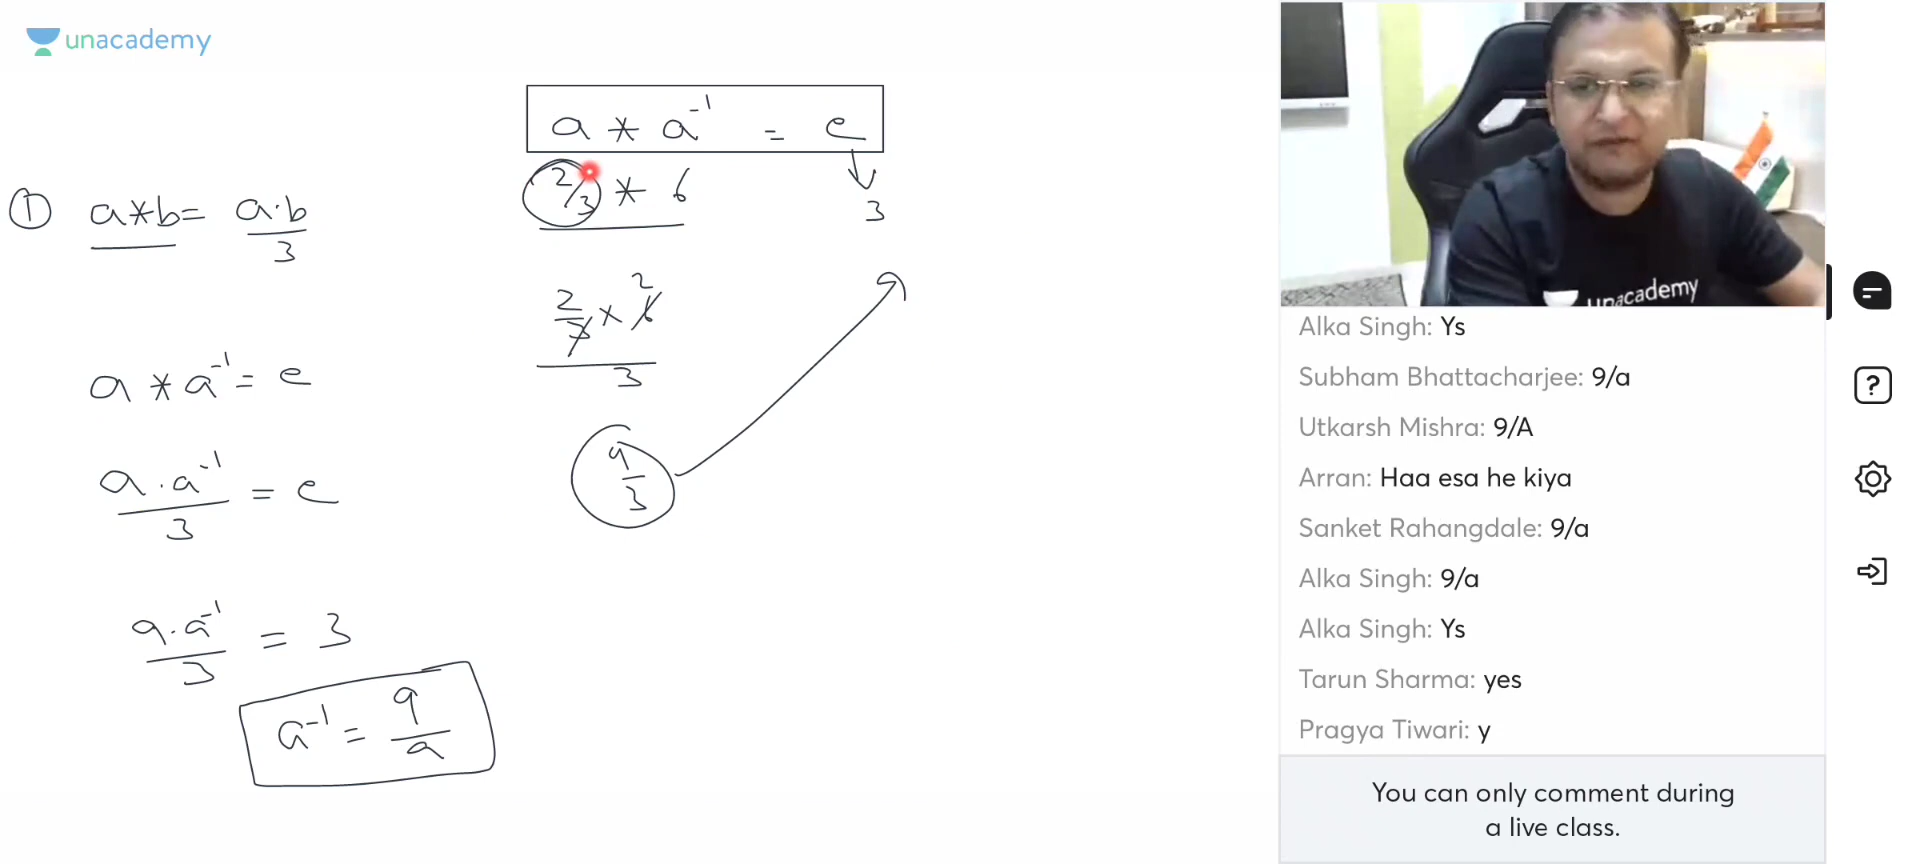 unacademy
a * a⁻¹ = e
2/3 * 6
3
① a*b = a·b/3
2/3 × 6 2
3
a * a⁻¹ = e
9/3
a·a⁻¹/3 = e
a·a⁻¹/3 = 3
a⁻¹ = 9/a
unacademy
Alka Singh: Ys
Subham Bhattacharjee: 9/a
Utkarsh Mishra: 9/A
Arran: Haa esa he kiya
Sanket Rahangdale: 9/a
Alka Singh: 9/a
Alka Singh: Ys
Tarun Sharma: yes
Pragya Tiwari: y
You can only comment during
a live class.
?